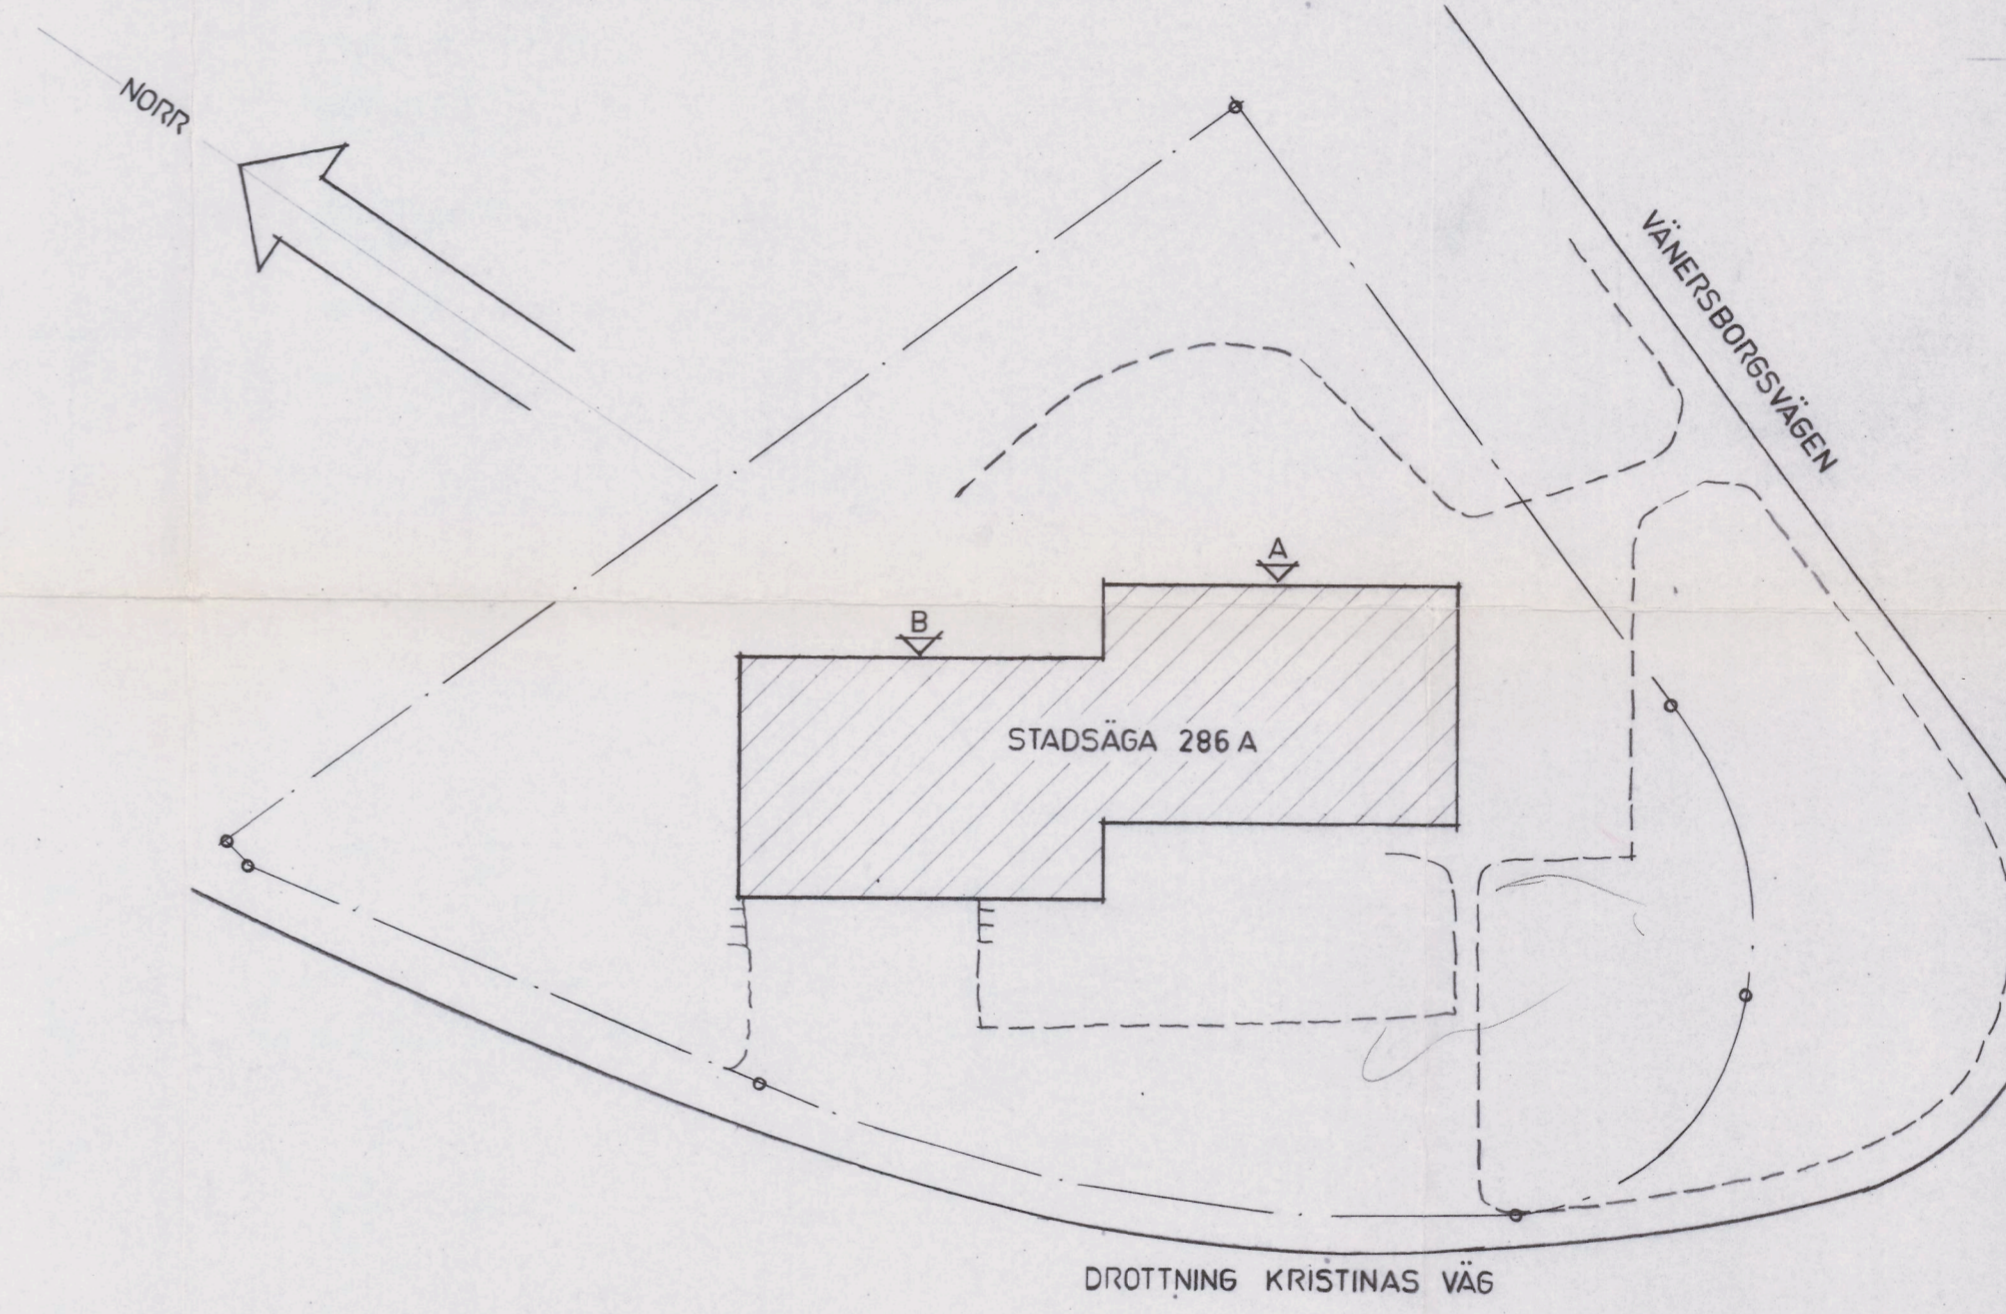 NORR
VÄNERSBORGSVÄGEN
A
B
STADSÄGA 286 A
DROTTNING KRISTINAS VÄG